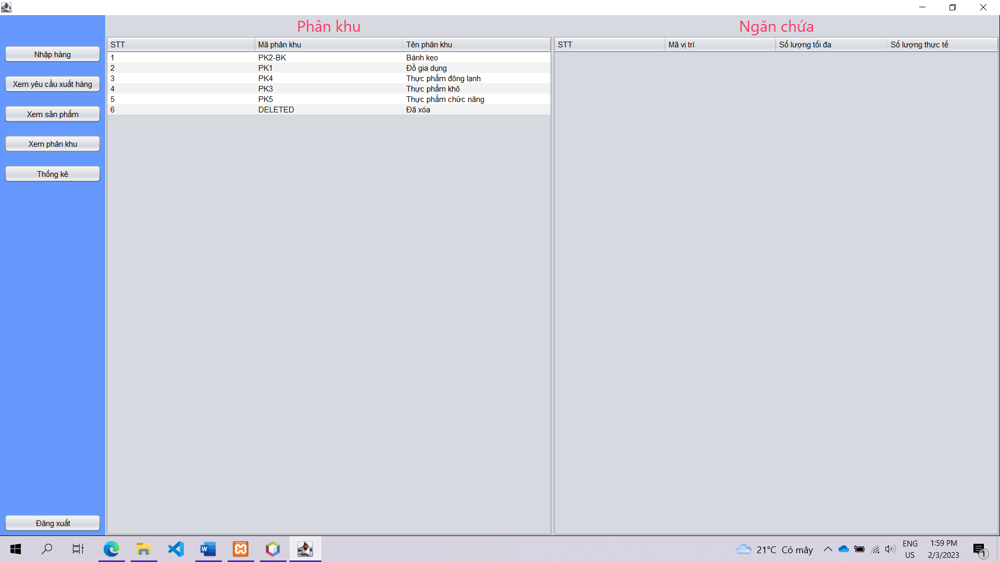 Phân khu
Ngăn chứa
Nhập hàng
Xem yêu cầu xuất hàng
Xem sản phẩm
Xem phân khu
Thống kê
Đăng xuất
STT Mã phân khu Tên phân khu
1 PK2-BK Bánh kẹo
2 PK1 Đồ gia dụng
3 PK4 Thực phẩm đông lạnh
4 PK3 Thực phẩm khô
5 PK5 Thực phẩm chức năng
6 DELETED Đã xóa
STT Mã vị trí Số lượng tối đa Số lượng thực tế
21°C Có mây
ENG
US
1:59 PM
2/3/2023
1